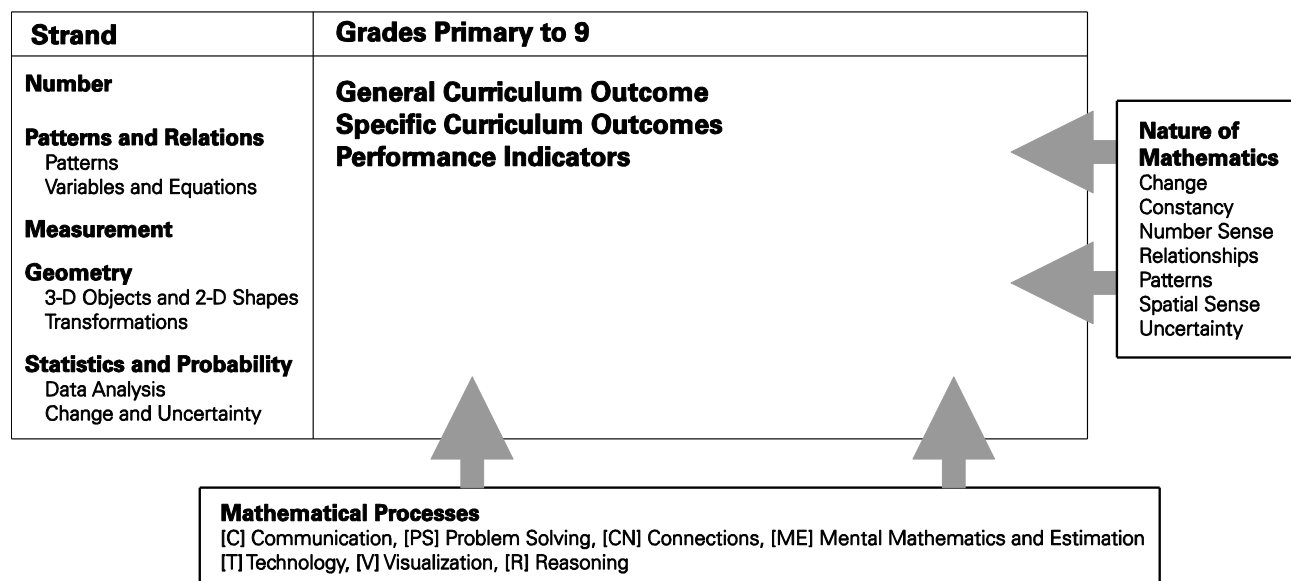 Strand
Grades Primary to 9
Number
Patterns and Relations
Patterns
Variables and Equations
Measurement
Geometry
3-D Objects and 2-D Shapes
Transformations
Statistics and Probability
Data Analysis
Change and Uncertainty
General Curriculum Outcome
Specific Curriculum Outcomes
Performance Indicators
Nature of
Mathematics
Change
Constancy
Number Sense
Relationships
Patterns
Spatial Sense
Uncertainty
Mathematical Processes
[C] Communication, [PS] Problem Solving, [CN] Connections, [ME] Mental Mathematics and Estimation
[T] Technology, [V] Visualization, [R] Reasoning